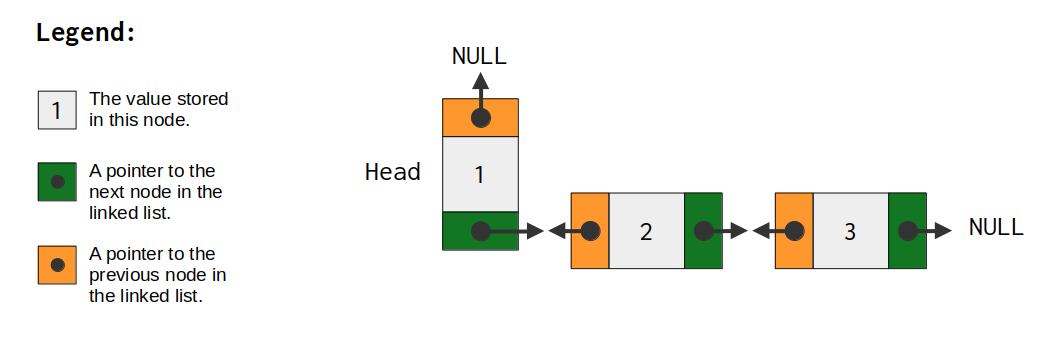 Legend:
1
The value stored
in this node.
A pointer to the
next node in the
linked list.
A pointer to the
previous node in
the linked list.
NULL
Head
1
2
3
NULL